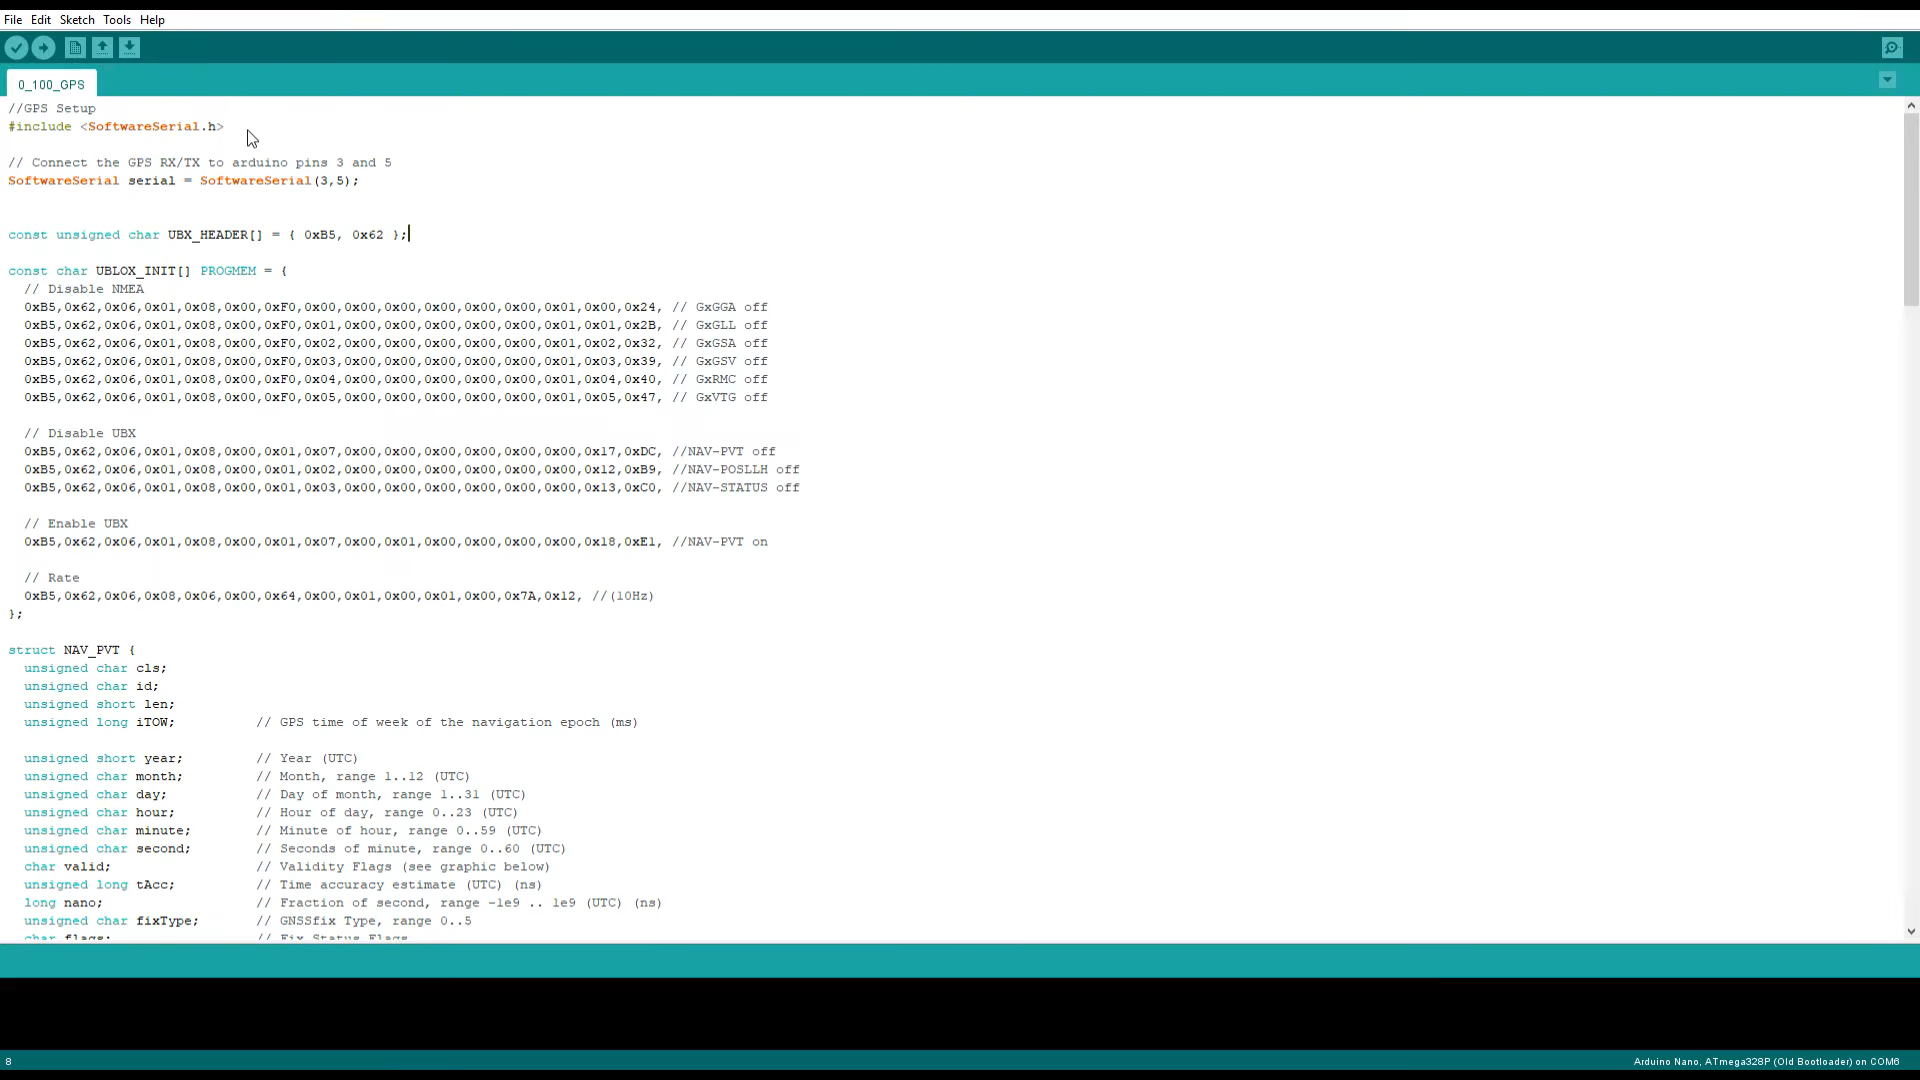 File Edit Sketch Tools Help
0_100_GPS
//GPS Setup
#include <SoftwareSerial.h>
// Connect the GPS RX/TX to arduino pins 3 and 5
SoftwareSerial serial = SoftwareSerial(3,5);
const unsigned char UBX_HEADER[] = { 0xB5, 0x62 };
const char UBLOX_INIT[] PROGMEM = {
// Disable NMEA
0xB5,0x62,0x06,0x01,0x08,0x00,0xF0,0x00,0x00,0x00,0x00,0x00,0x00,0x01,0x00,0x24, // GxGGA off
0xB5,0x62,0x06,0x01,0x08,0x00,0xF0,0x01,0x00,0x00,0x00,0x00,0x00,0x01,0x01,0x2B, // GxGLL off
0xB5,0x62,0x06,0x01,0x08,0x00,0xF0,0x02,0x00,0x00,0x00,0x00,0x00,0x01,0x02,0x32, // GxGSA off
0xB5,0x62,0x06,0x01,0x08,0x00,0xF0,0x03,0x00,0x00,0x00,0x00,0x00,0x01,0x03,0x39, // GxGSV off
0xB5,0x62,0x06,0x01,0x08,0x00,0xF0,0x04,0x00,0x00,0x00,0x00,0x00,0x01,0x04,0x40, // GxRMC off
0xB5,0x62,0x06,0x01,0x08,0x00,0xF0,0x05,0x00,0x00,0x00,0x00,0x00,0x01,0x05,0x47, // GxVTG off
// Disable UBX
0xB5,0x62,0x06,0x01,0x08,0x00,0x01,0x07,0x00,0x00,0x00,0x00,0x00,0x00,0x17,0xDC, //NAV-PVT off
0xB5,0x62,0x06,0x01,0x08,0x00,0x01,0x02,0x00,0x00,0x00,0x00,0x00,0x00,0x12,0xB9, //NAV-POSLLH off
0xB5,0x62,0x06,0x01,0x08,0x00,0x01,0x03,0x00,0x00,0x00,0x00,0x00,0x00,0x13,0xC0, //NAV-STATUS off
// Enable UBX
0xB5,0x62,0x06,0x01,0x08,0x00,0x01,0x07,0x00,0x01,0x00,0x00,0x00,0x00,0x18,0xE1, //NAV-PVT on
// Rate
0xB5,0x62,0x06,0x08,0x06,0x00,0x64,0x00,0x01,0x00,0x01,0x00,0x7A,0x12, //(10Hz)
};
struct NAV_PVT {
unsigned char cls;
unsigned char id;
unsigned short len;
unsigned long iTOW; // GPS time of week of the navigation epoch (ms)
unsigned short year; // Year (UTC)
unsigned char month; // Month, range 1..12 (UTC)
unsigned char day; // Day of month, range 1..31 (UTC)
unsigned char hour; // Hour of day, range 0..23 (UTC)
unsigned char minute; // Minute of hour, range 0..59 (UTC)
unsigned char second; // Seconds of minute, range 0..60 (UTC)
char valid; // Validity Flags (see graphic below)
unsigned long tAcc; // Time accuracy estimate (UTC) (ns)
long nano; // Fraction of second, range -1e9 .. 1e9 (UTC) (ns)
unsigned char fixType; // GNSSfix Type, range 0..5
char flags; // Fix Status Flags
8 Arduino Nano, ATmega328P (Old Bootloader) on COM6